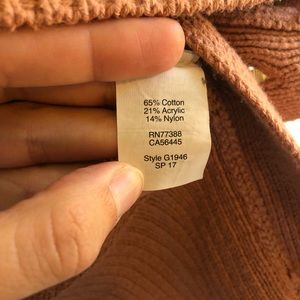 65% Cotton
21% Acrylic
14% Nylon
RN77388
CA56445
Style G1946
SP 17